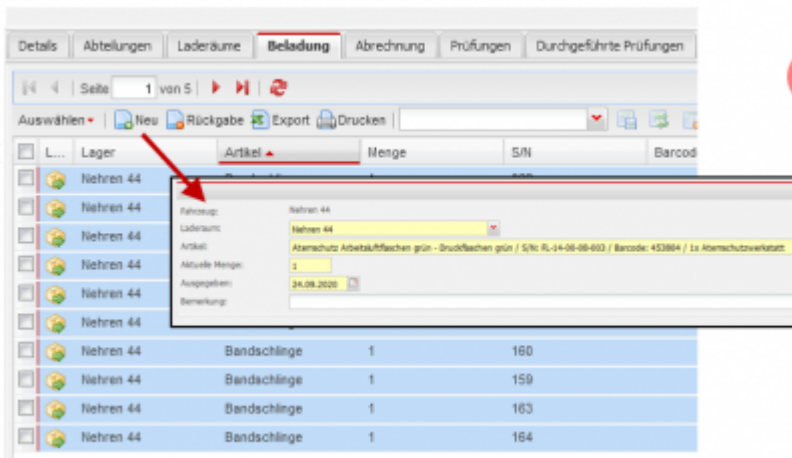 Details Abteilungen Laderäume Beladung Abrechnung Prüfungen Durchgeführte Prüfungen
Seite 1 von 5
Auswählen Neu Rückgabe Export Drucken
L... Lager Artikel Menge S/N Barcod
Nehren 44
Nehren 44
Nehren 44
Nehren 44
Nehren 44
Nehren 44
Fahrzeug: Nehren 44
Laderaum: Nehren 44
Artikel: Atemschutz Arbeitsluftflaschen grün - Druckflaschen grün / S/N: FL-14-08-08-003 / Barcode: 453864 / 1x Atemschutzwerkstatt
Aktuelle Menge: 1
Ausgegeben: 24.08.2020
Bemerkung:
Nehren 44 Bandschlinge 1 160
Nehren 44 Bandschlinge 1 159
Nehren 44 Bandschlinge 1 163
Nehren 44 Bandschlinge 1 164